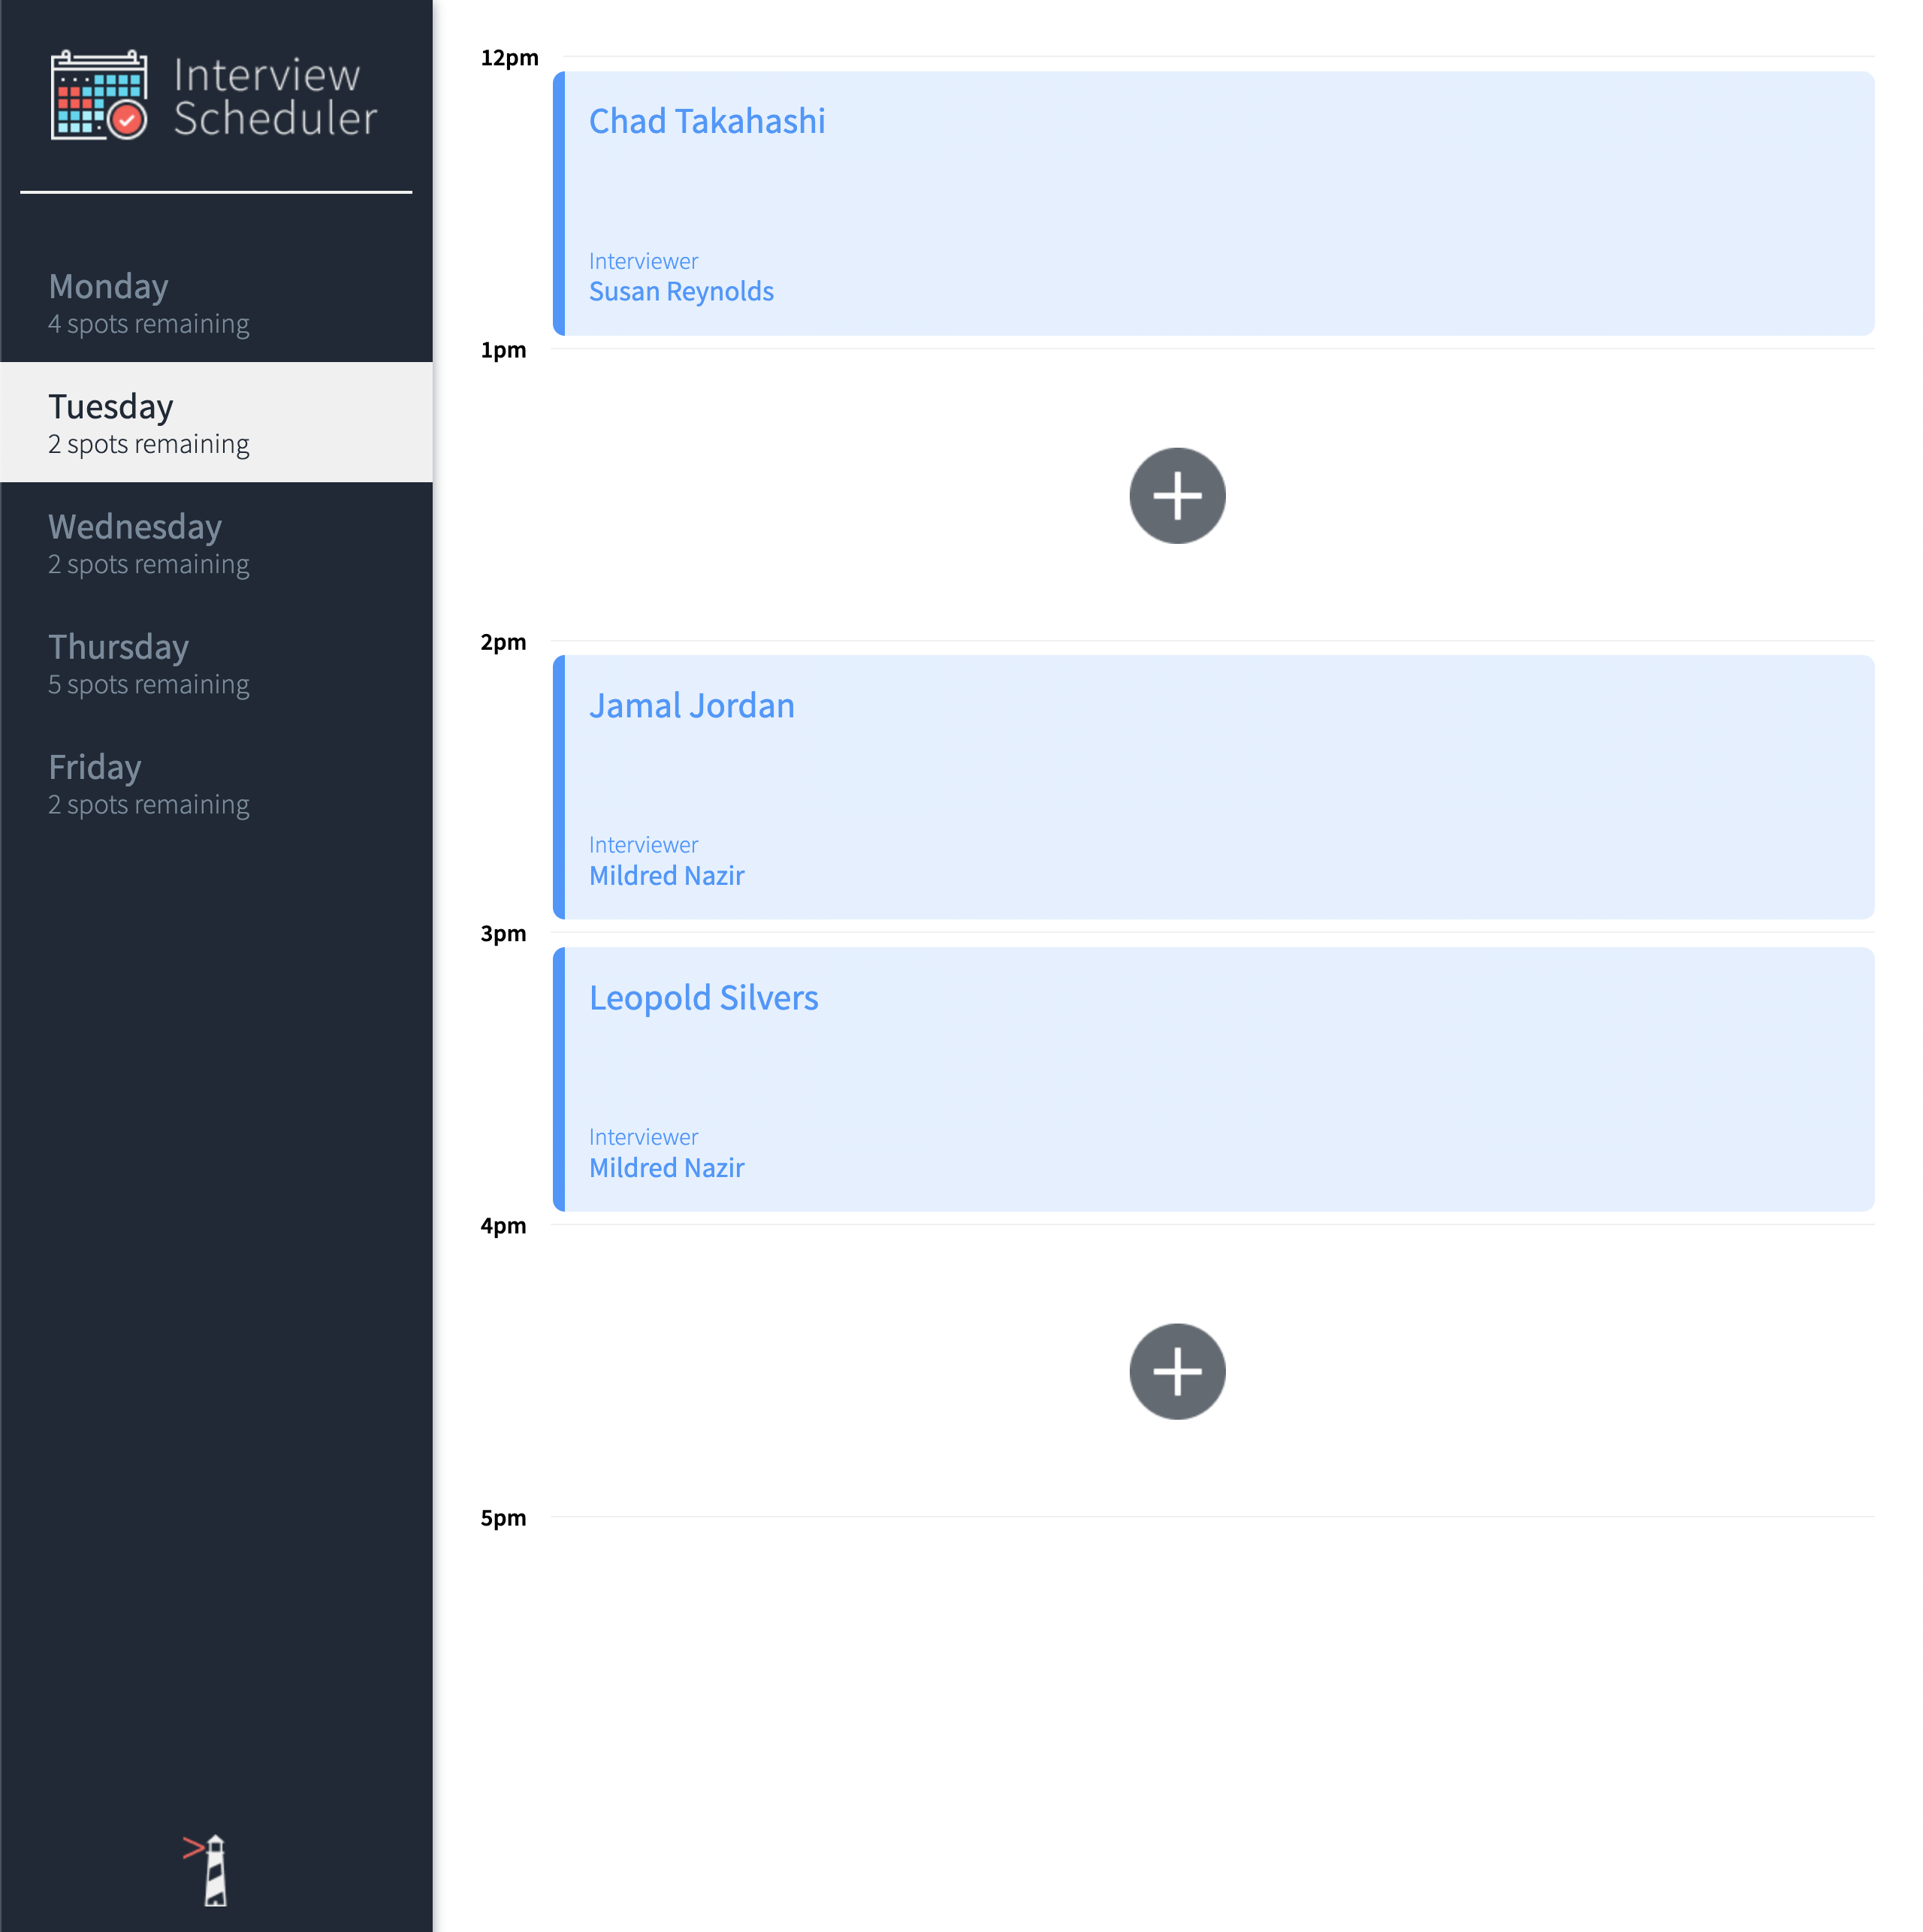 Interview
Scheduler
Monday
4 spots remaining
Tuesday
2 spots remaining
Wednesday
2 spots remaining
Thursday
5 spots remaining
Friday
2 spots remaining
12pm
Chad Takahashi
Interviewer
Susan Reynolds
1pm
2pm
Jamal Jordan
Interviewer
Mildred Nazir
3pm
Leopold Silvers
Interviewer
Mildred Nazir
4pm
5pm